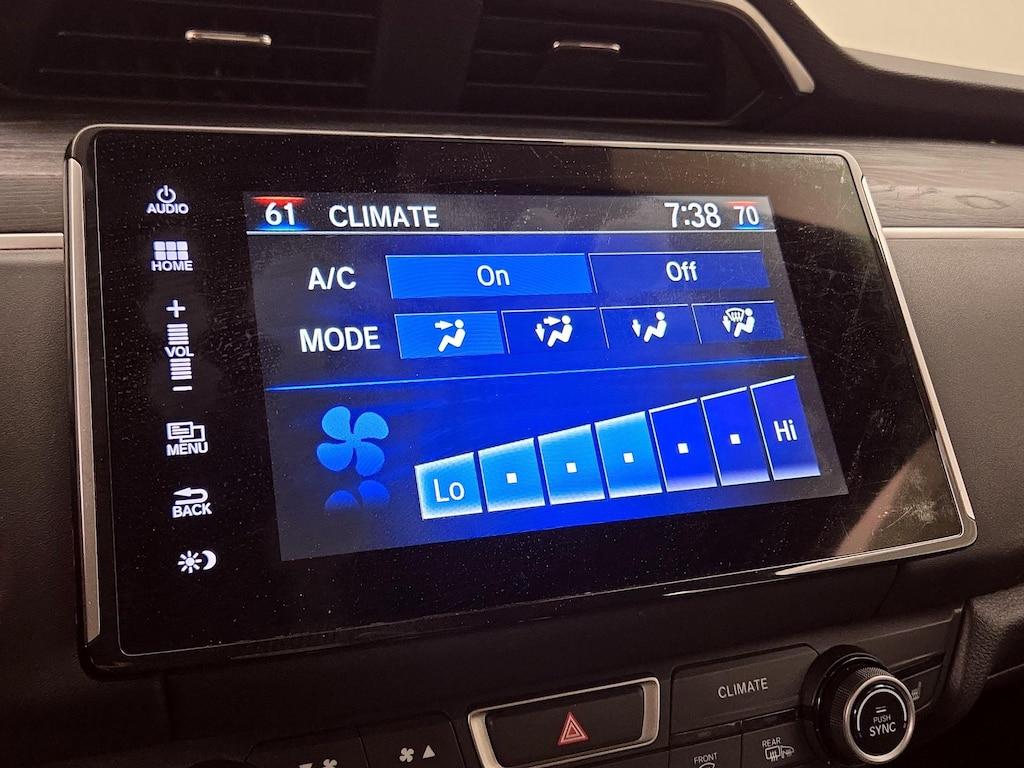 AUDIO
61 CLIMATE 7:38 70
HOME
A/C On Off
+
MODE
VOL
-
MENU
Lo Hi
BACK
CLIMATE
PUSH
SYNC
FRONT
REAR